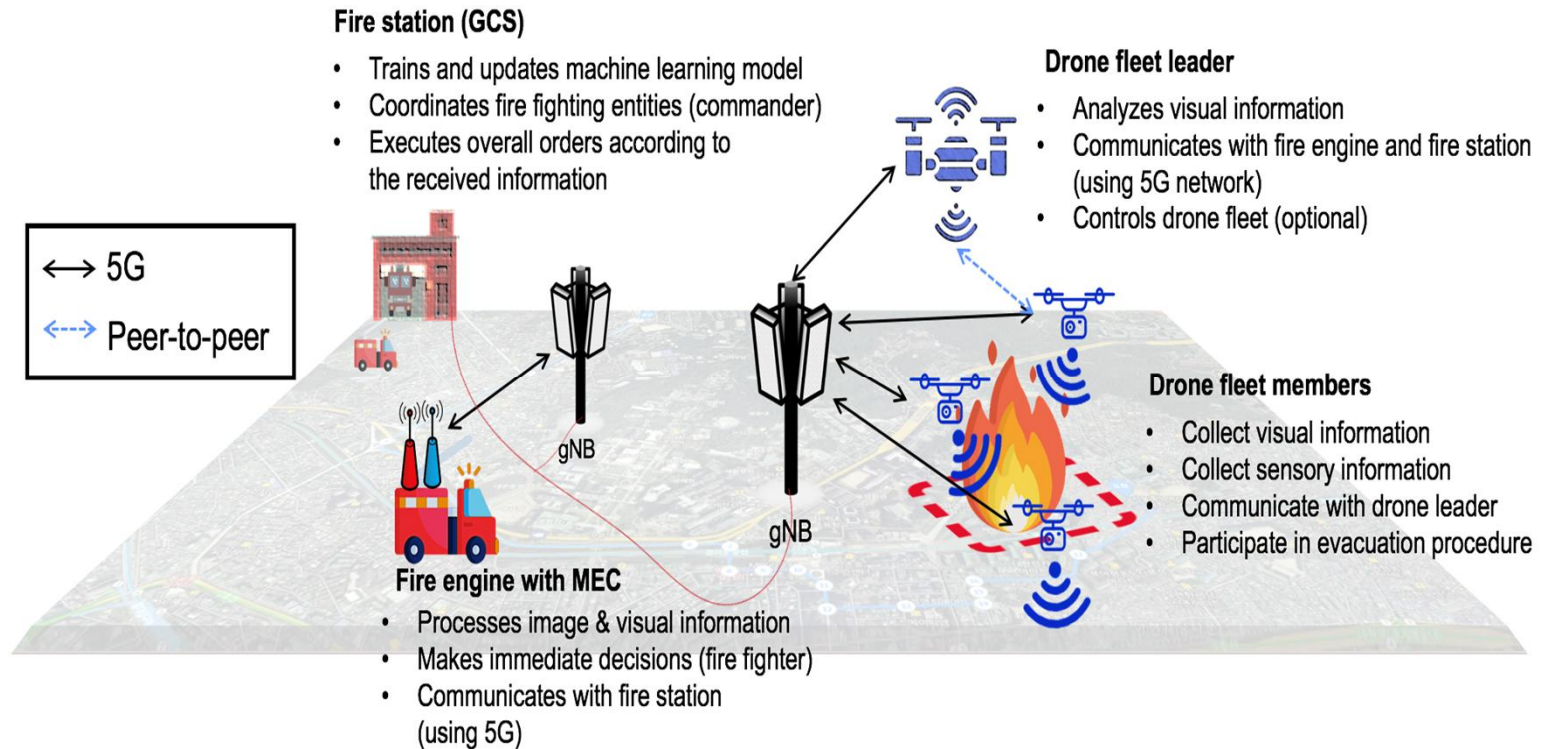 Fire station (GCS)
• Trains and updates machine learning model
• Coordinates fire fighting entities (commander)
• Executes overall orders according to
the received information
Drone fleet leader
• Analyzes visual information
• Communicates with fire engine and fire station
(using 5G network)
• Controls drone fleet (optional)
5G
Peer-to-peer
gNB
gNB
Drone fleet members
• Collect visual information
• Collect sensory information
• Communicate with drone leader
• Participate in evacuation procedure
Fire engine with MEC
• Processes image & visual information
• Makes immediate decisions (fire fighter)
• Communicates with fire station
(using 5G)